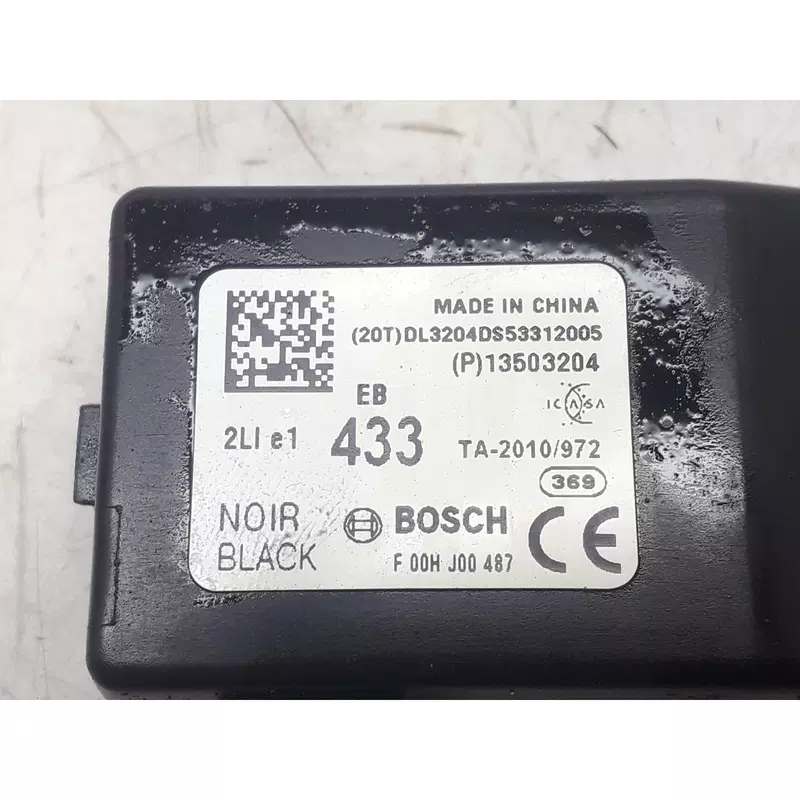 MADE IN CHINA
(20T)DL3204DS53312005
(P)13503204
EB
ICASA
2LI e1
433
TA-2010/972
369
NOIR
BLACK
BOSCH
F 00H J00 487
CE